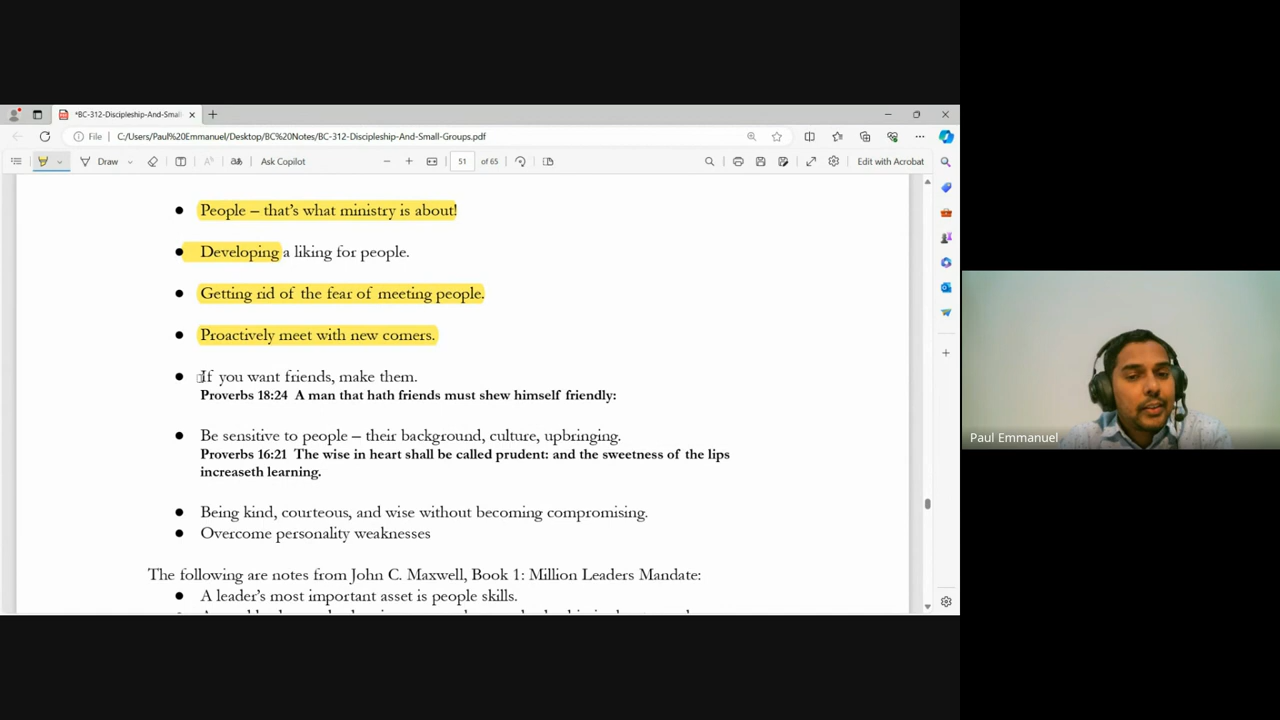 *BC-312-Discipleship-And-Small-
File
C:/Users/Paul%20Emmanuel/Desktop/BC%20Notes/BC-312-Discipleship-And-Small-Groups.pdf
Draw
Ask Copilot
51 of 65
Edit with Acrobat
● People – that's what ministry is about!
● Developing a liking for people.
● Getting rid of the fear of meeting people.
● Proactively meet with new comers.
● If you want friends, make them.
Proverbs 18:24 A man that hath friends must shew himself friendly:
● Be sensitive to people – their background, culture, upbringing.
Proverbs 16:21 The wise in heart shall be called prudent: and the sweetness of the lips
increaseth learning.
● Being kind, courteous, and wise without becoming compromising.
● Overcome personality weaknesses
The following are notes from John C. Maxwell, Book 1: Million Leaders Mandate:
● A leader's most important asset is people skills.
Paul Emmanuel